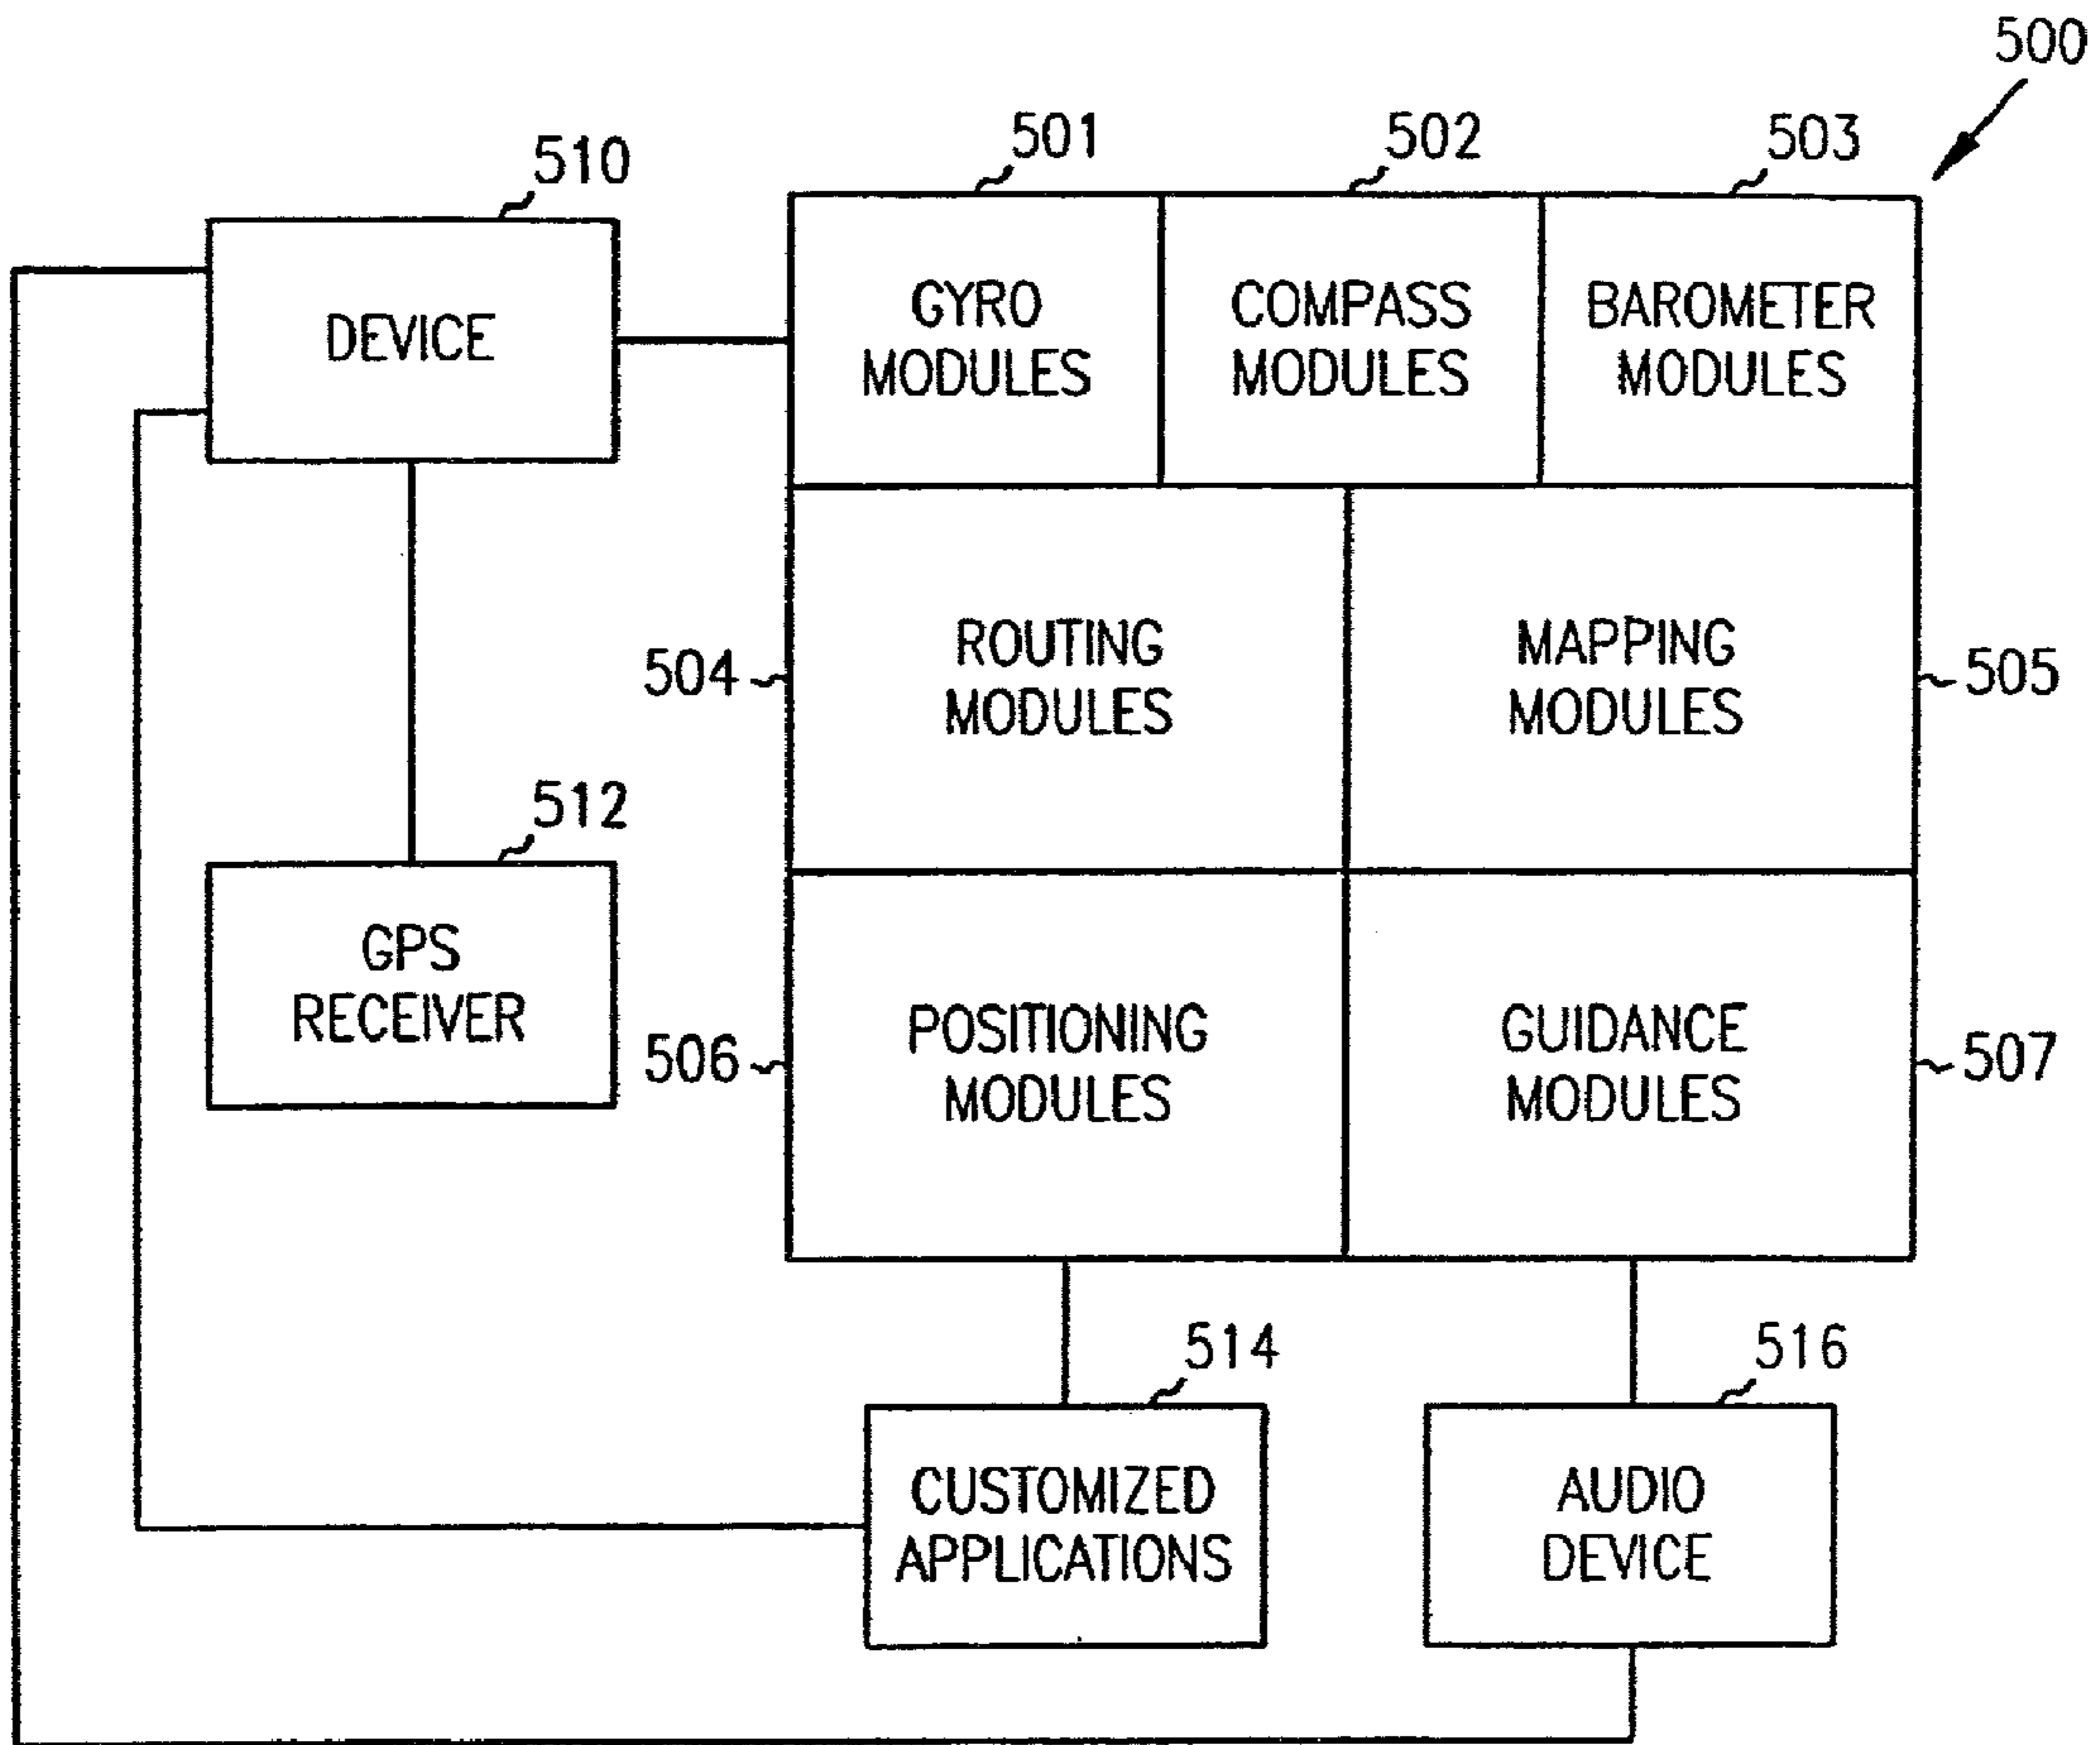 500
501
502
503
510
DEVICE
GYRO
MODULES
COMPASS
MODULES
BAROMETER
MODULES
504
ROUTING
MODULES
MAPPING
MODULES
505
512
GPS
RECEIVER
506
POSITIONING
MODULES
GUIDANCE
MODULES
507
514
516
CUSTOMIZED
APPLICATIONS
AUDIO
DEVICE